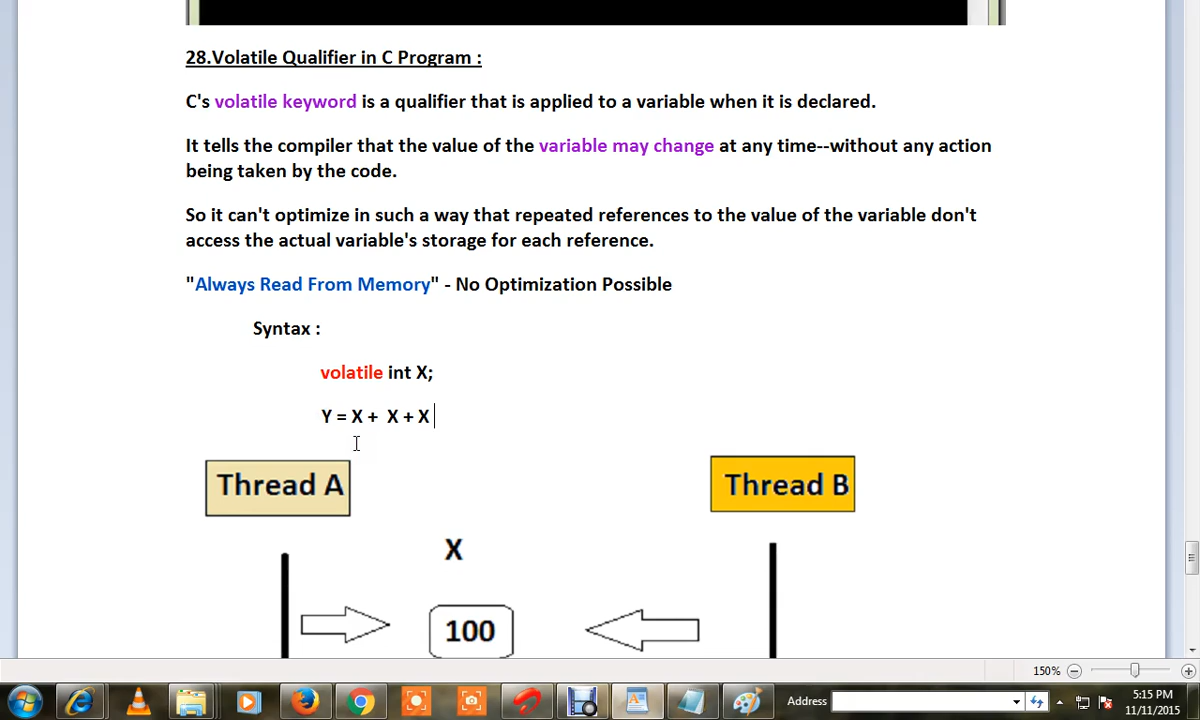 28.Volatile Qualifier in C Program :
C's volatile keyword is a qualifier that is applied to a variable when it is declared.
It tells the compiler that the value of the variable may change at any time--without any action
being taken by the code.
So it can't optimize in such a way that repeated references to the value of the variable don't
access the actual variable's storage for each reference.
"Always Read From Memory" - No Optimization Possible
Syntax :
volatile int X;
Y = X + X + X
Thread A
Thread B
X
100
150%
Address
5:15 PM
11/11/2015